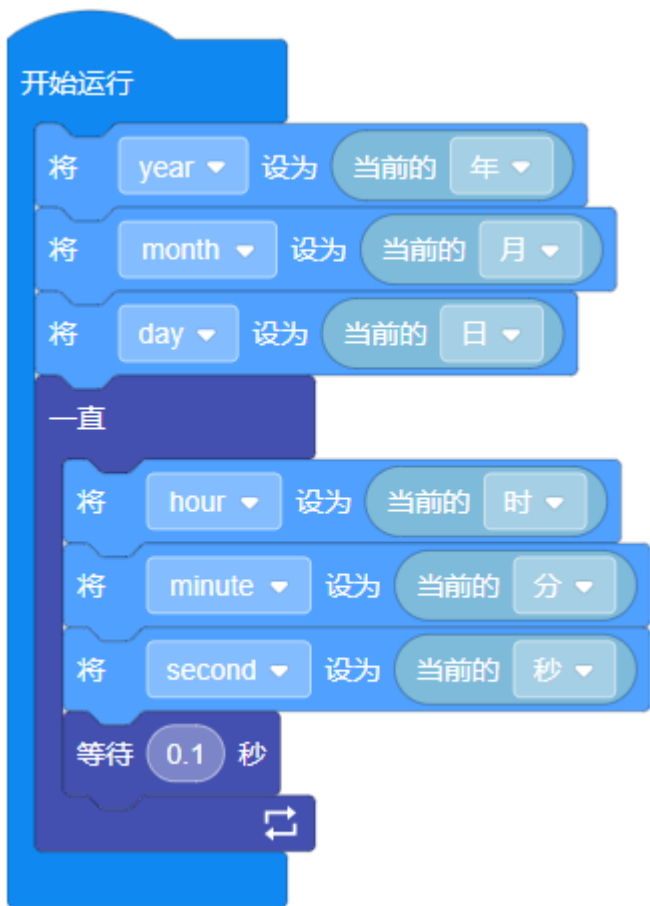 开始运行
将 year 设为 当前的 年
将 month 设为 当前的 月
将 day 设为 当前的 日
一直
将 hour 设为 当前的 时
将 minute 设为 当前的 分
将 second 设为 当前的 秒
等待 0.1 秒